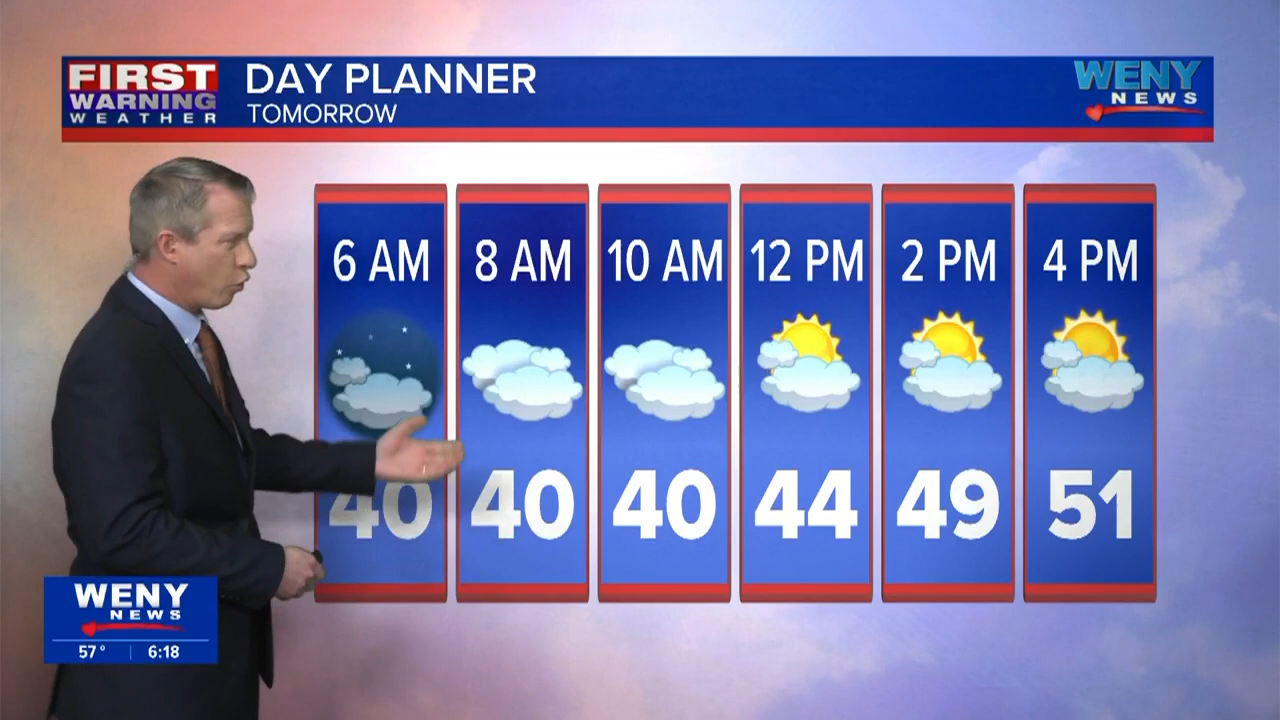 FIRST
WARNING
WEATHER
DAY PLANNER
TOMORROW
WENY
NEWS
6 AM 8 AM 10 AM 12 PM 2 PM 4 PM
40 40 40 44 49 51
WENY
NEWS
57° | 6:18